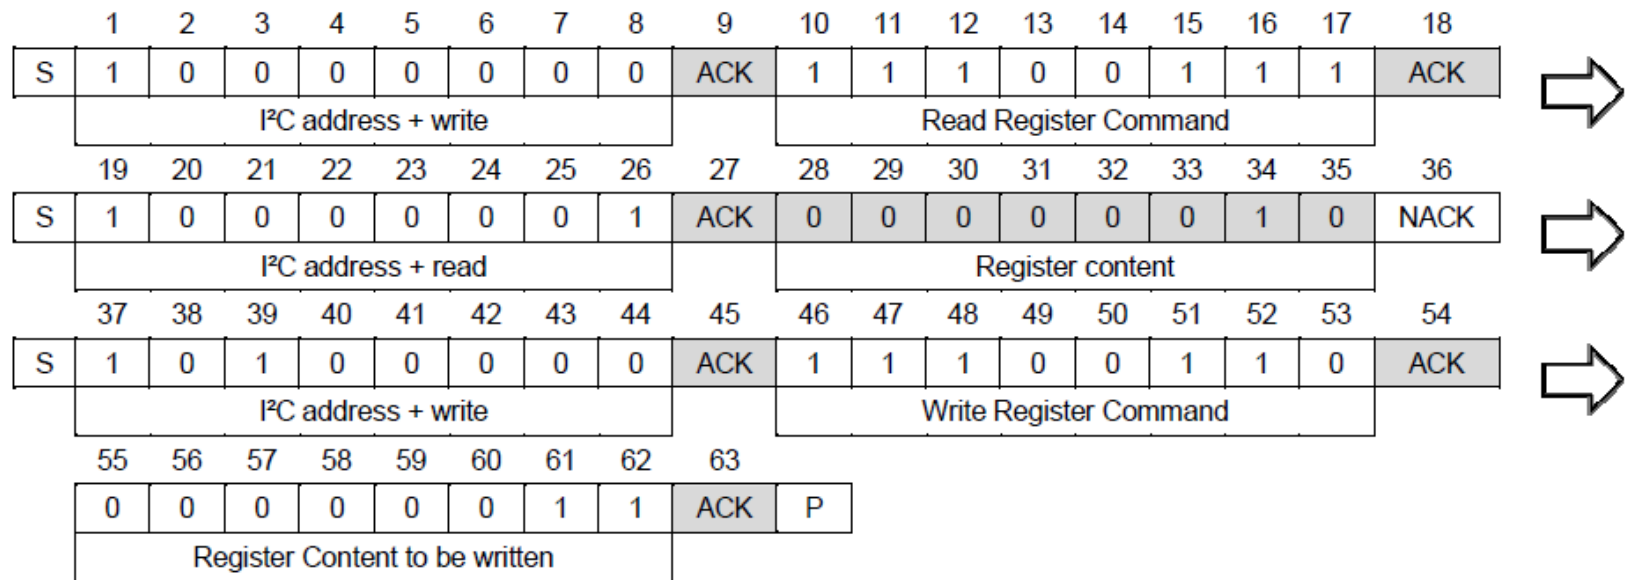 1 2 3 4 5 6 7 8 9 10 11 12 13 14 15 16 17 18
S 1 0 0 0 0 0 0 0 ACK 1 1 1 0 0 1 1 1 ACK
I²C address + write Read Register Command
19 20 21 22 23 24 25 26 27 28 29 30 31 32 33 34 35 36
S 1 0 0 0 0 0 0 1 ACK 0 0 0 0 0 0 1 0 NACK
I²C address + read Register content
37 38 39 40 41 42 43 44 45 46 47 48 49 50 51 52 53 54
S 1 0 1 0 0 0 0 0 ACK 1 1 1 0 0 1 1 0 ACK
I²C address + write Write Register Command
55 56 57 58 59 60 61 62 63
0 0 0 0 0 0 1 1 ACK P
Register Content to be written